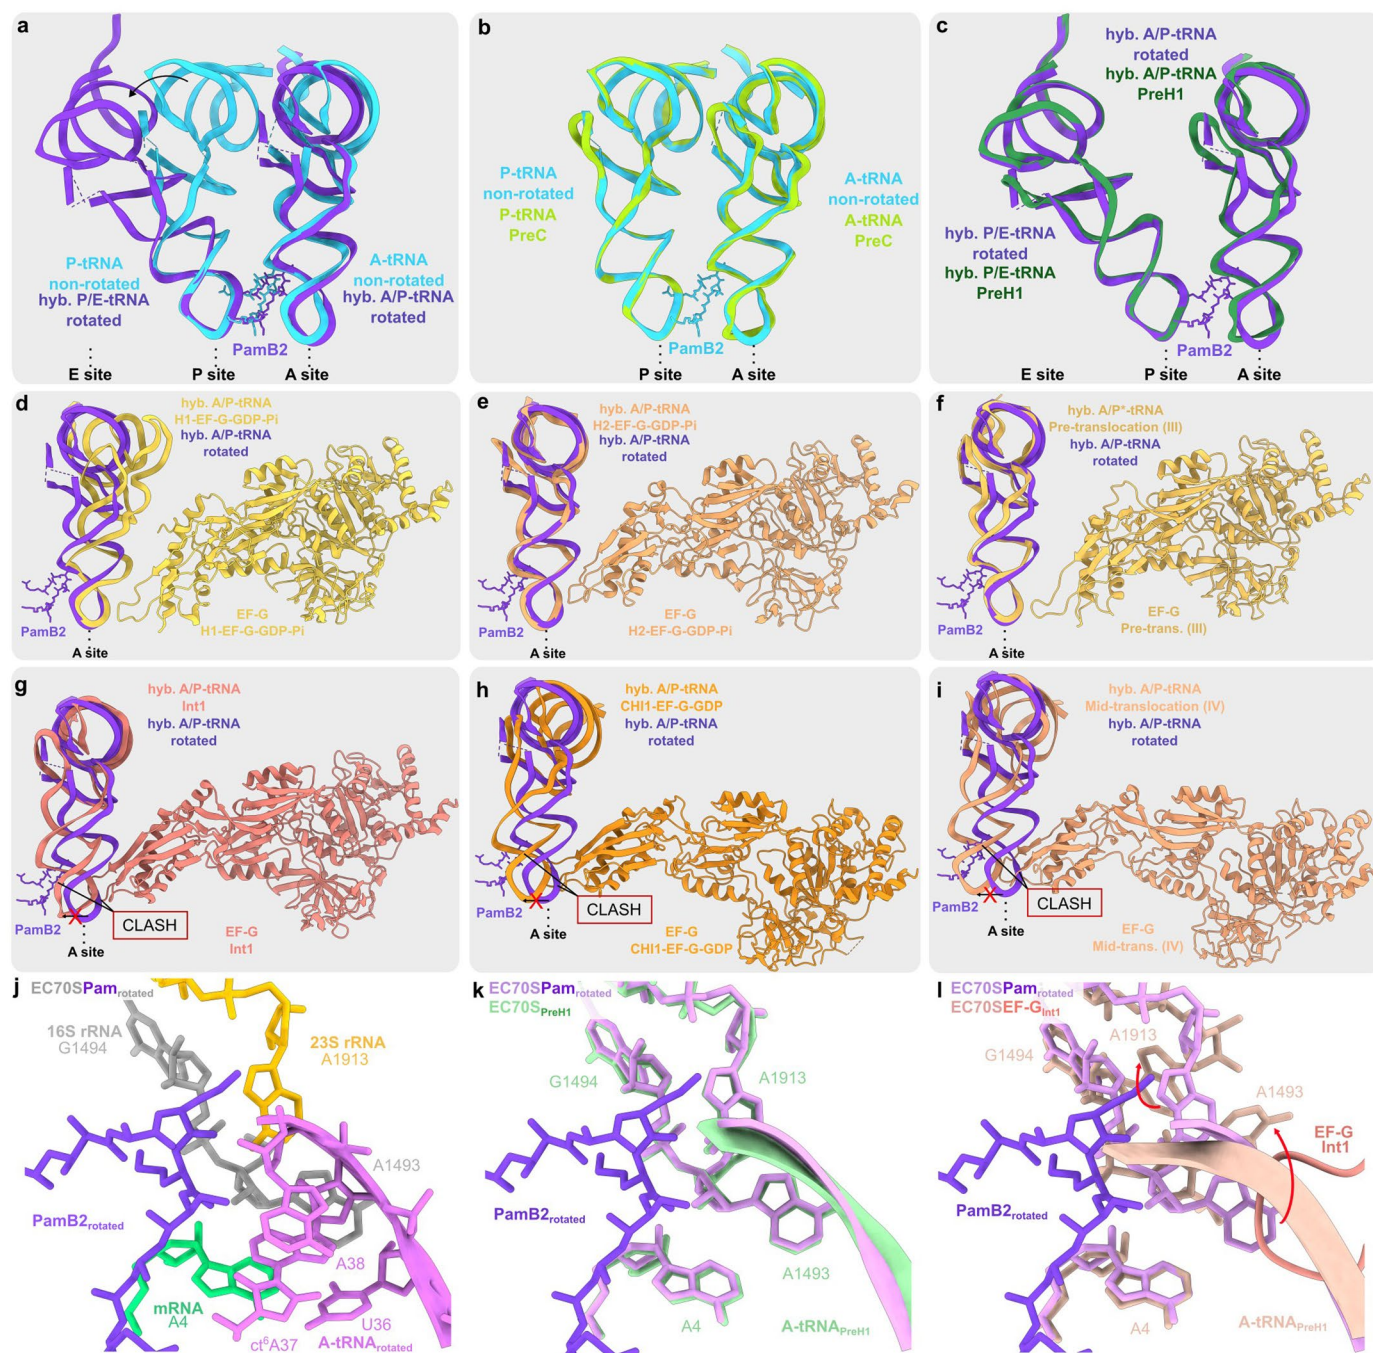 a
P-tRNA
non-rotated
hyb. P/E-tRNA
rotated
A-tRNA
non-rotated
hyb. A/P-tRNA
rotated
PamB2
E site
P site
A site
b
P-tRNA
non-rotated
P-tRNA
PreC
A-tRNA
non-rotated
A-tRNA
PreC
PamB2
P site
A site
c
hyb. A/P-tRNA
rotated
hyb. A/P-tRNA
PreH1
hyb. P/E-tRNA
rotated
hyb. P/E-tRNA
PreH1
PamB2
E site
P site
A site
d
hyb. A/P-tRNA
H1-EF-G-GDP-Pi
hyb. A/P-tRNA
rotated
PamB2
EF-G
H1-EF-G-GDP-Pi
A site
e
hyb. A/P-tRNA
H2-EF-G-GDP-Pi
hyb. A/P-tRNA
rotated
PamB2
EF-G
H2-EF-G-GDP-Pi
A site
f
hyb. A/P*-tRNA
Pre-translocation (III)
hyb. A/P-tRNA
rotated
PamB2
EF-G
Pre-trans. (III)
A site
g
hyb. A/P-tRNA
Int1
hyb. A/P-tRNA
rotated
PamB2
CLASH
A site
EF-G
Int1
h
hyb. A/P-tRNA
CHI1-EF-G-GDP
hyb. A/P-tRNA
rotated
PamB2
CLASH
A site
EF-G
CHI1-EF-G-GDP
i
hyb. A/P-tRNA
Mid-translocation (IV)
hyb. A/P-tRNA
rotated
PamB2
CLASH
A site
EF-G
Mid-trans. (IV)
j
EC70SPamrotated
16S rRNA
G1494
23S rRNA
A1913
A1493
PamB2rotated
A38
mRNA
A4
U36
ct6A37
A-tRNArotated
k
EC70SPamrotated
EC70SPreH1
G1494
A1913
A1493
A4
A-tRNAPreH1
l
EC70SPamrotated
EC70SEF-GInt1
A1913
G1494
A1493
EF-G
Int1
PamB2rotated
A4
A-tRNAPreH1